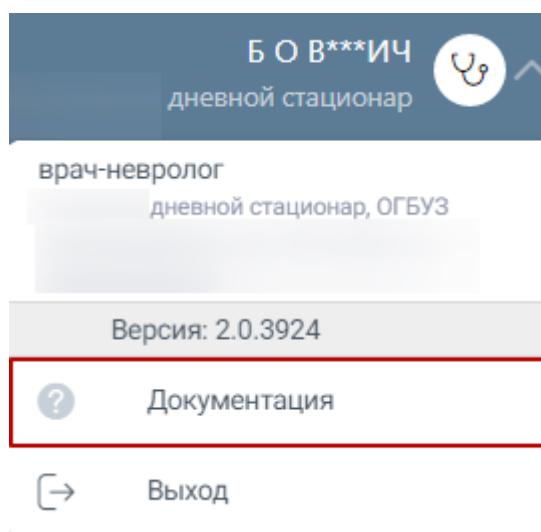 Б О В***ИЧ
дневной стационар
врач-невролог
дневной стационар, ОГБУЗ
Версия: 2.0.3924
Документация
Выход